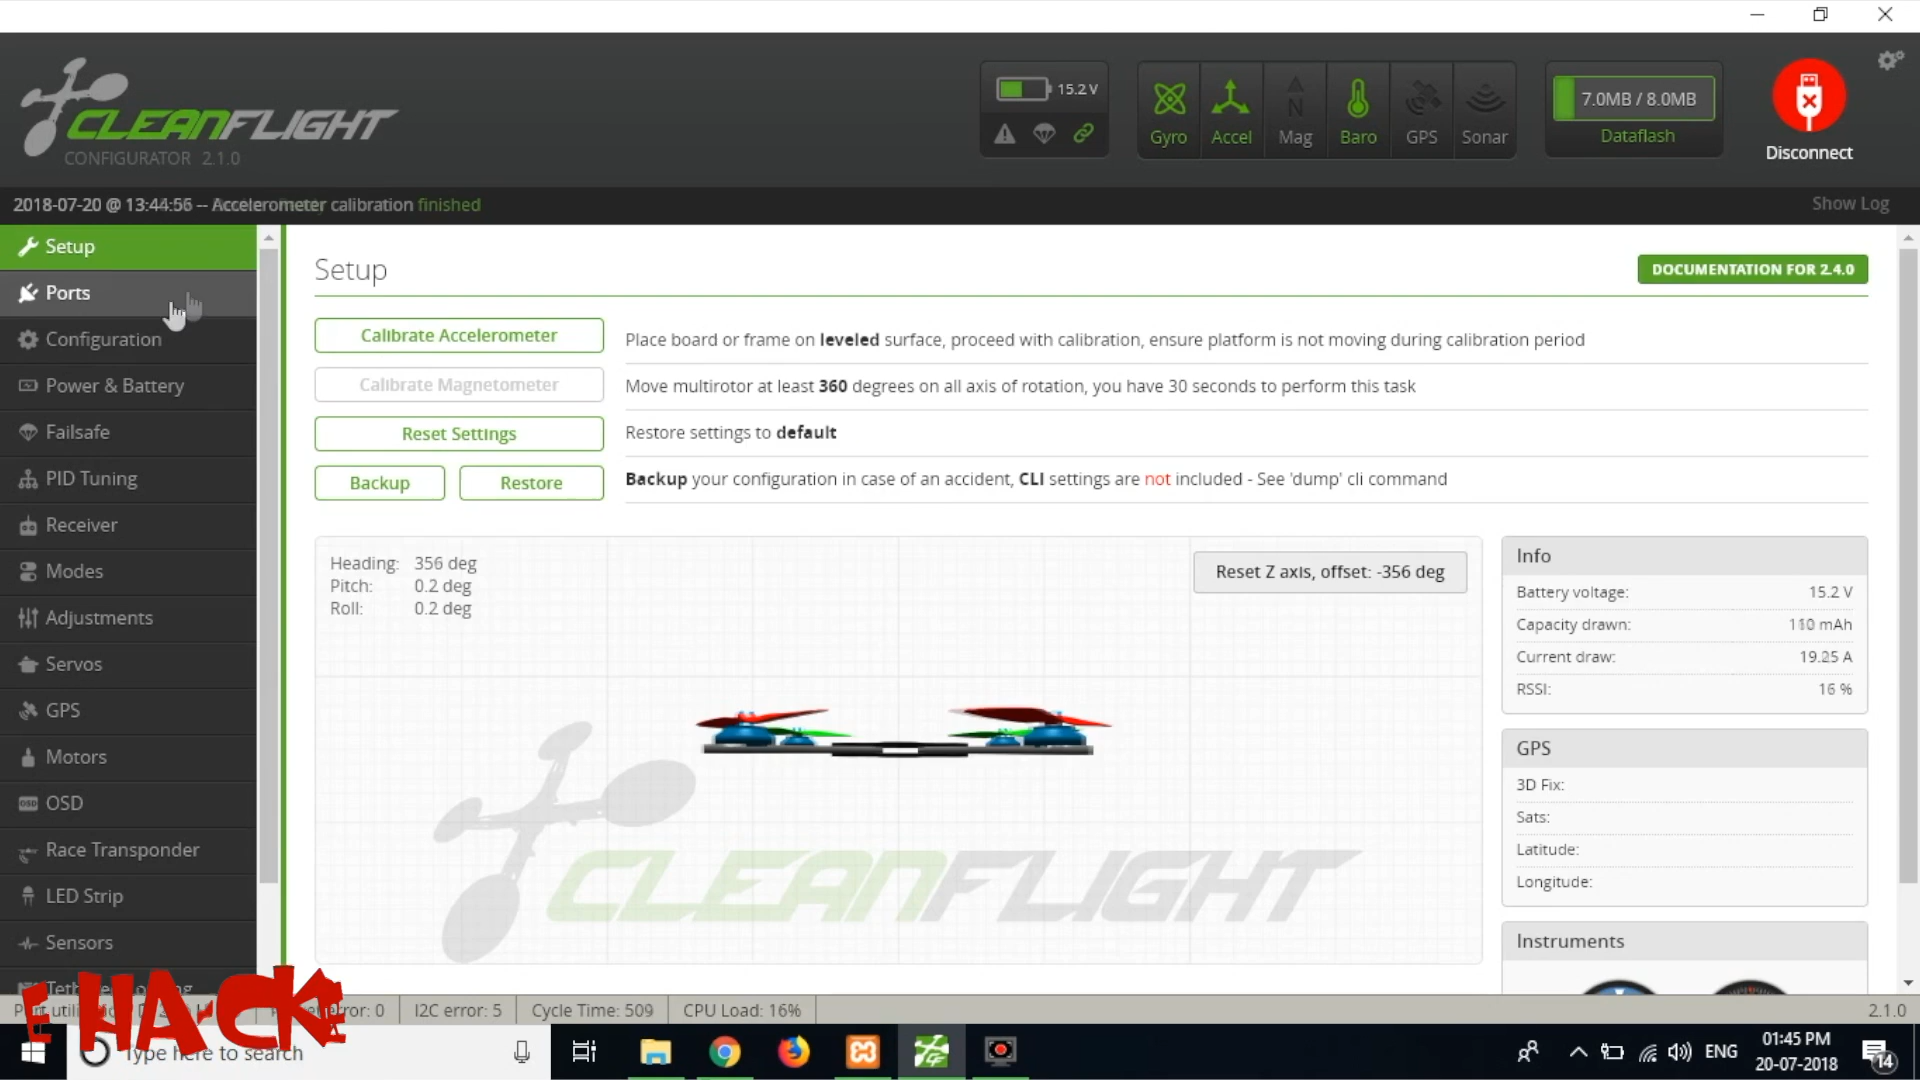 CLEANFLIGHT
CONFIGURATOR 2.1.0
15.2 V
Gyro
Accel
N
Mag
Baro
GPS
Sonar
7.0MB / 8.0MB
Dataflash
Disconnect
2018-07-20 @ 13:44:56 -- Accelerometer calibration finished
Show Log
Setup
Ports
Configuration
Power & Battery
Failsafe
PID Tuning
Receiver
Modes
Adjustments
Servos
GPS
Motors
OSD
OSD
Race Transponder
LED Strip
Sensors
Setup
DOCUMENTATION FOR 2.4.0
Calibrate Accelerometer
Place board or frame on leveled surface, proceed with calibration, ensure platform is not moving during calibration period
Calibrate Magnetometer
Move multirotor at least 360 degrees on all axis of rotation, you have 30 seconds to perform this task
Reset Settings
Restore settings to default
Backup
Restore
Backup your configuration in case of an accident, CLI settings are not included - See 'dump' cli command
Heading: 356 deg
Pitch: 0.2 deg
Roll: 0.2 deg
Reset Z axis, offset: -356 deg
CLEANFLIGHT
Info
Battery voltage: 15.2 V
Capacity drawn: 110 mAh
Current draw: 19.25 A
RSSI: 16 %
GPS
3D Fix:
Sats:
Latitude:
Longitude:
Instruments
error: 0
I2C error: 5
Cycle Time: 509
CPU Load: 16%
2.1.0
Type here to search
ENG
01:45 PM
20-07-2018
14